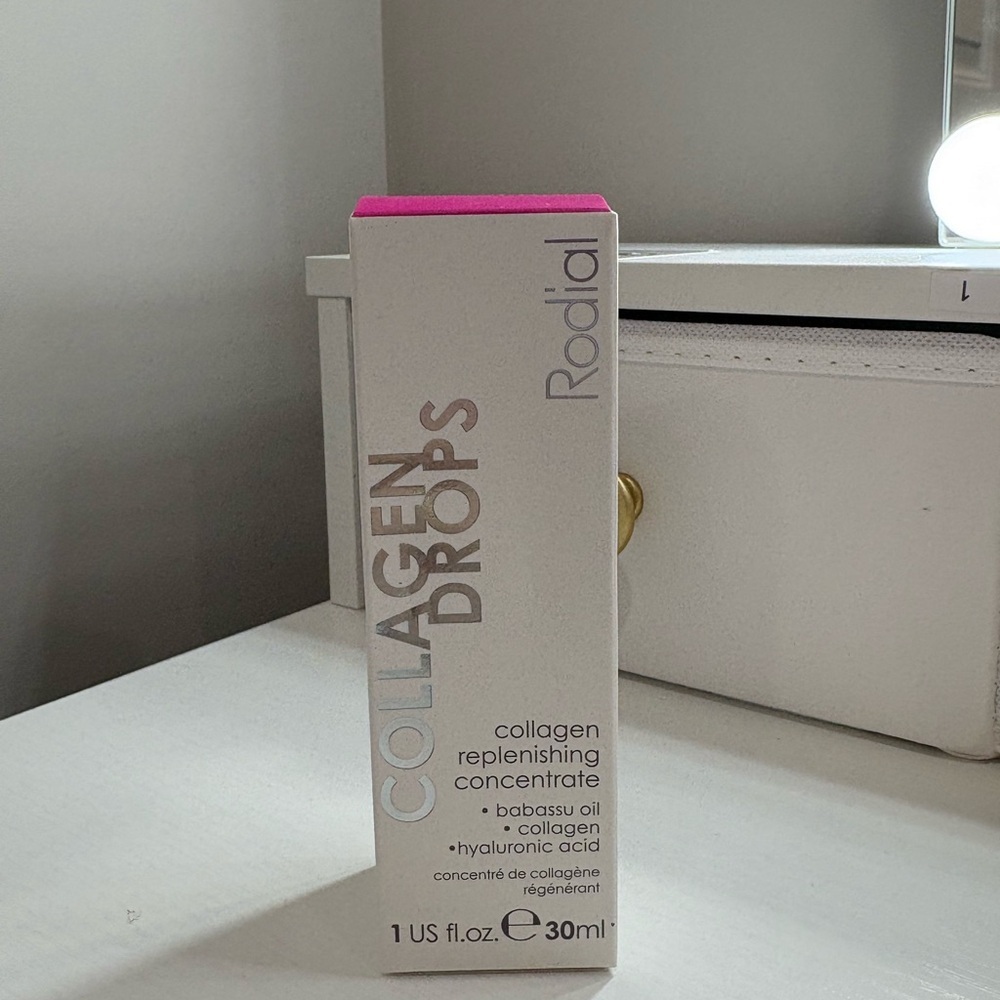 Rodial
COLLAGEN
DROPS
collagen
replenishing
concentrate
• babassu oil
• collagen
•hyaluronic acid
concentré de collagène
régénérant
1 US fl.oz. ℮ 30ml
1